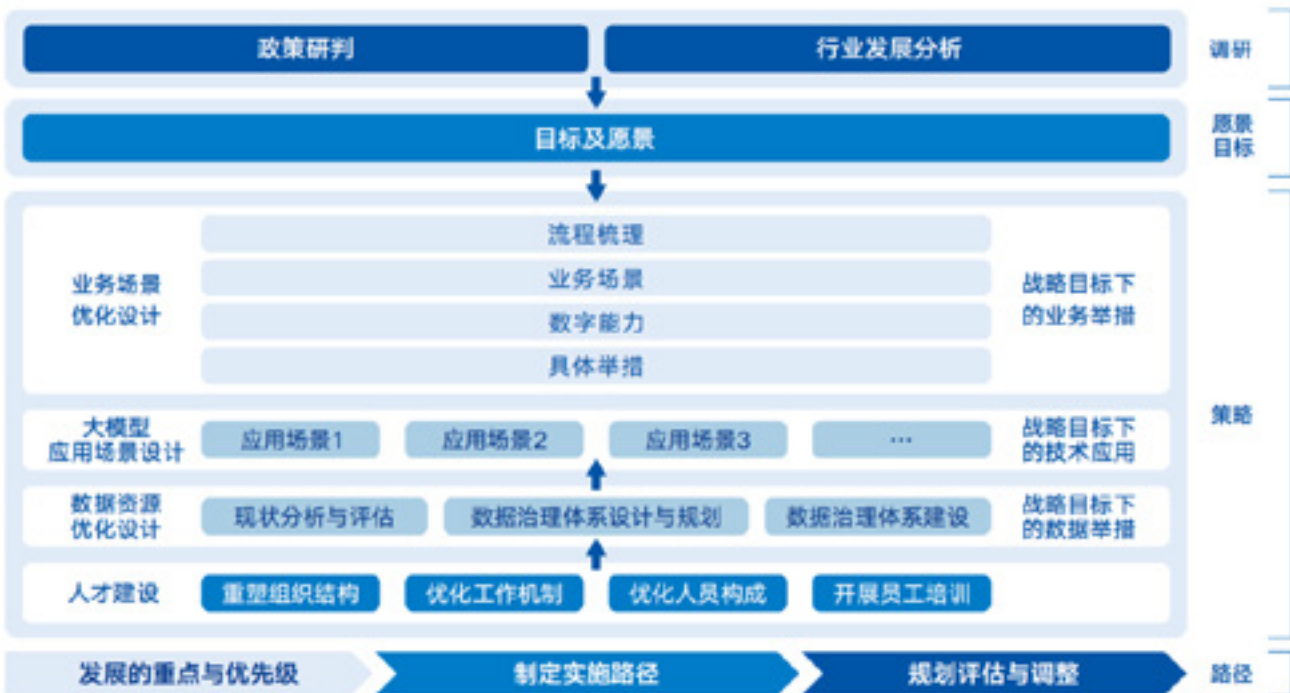 政策研判
行业发展分析
调研
目标及愿景
愿景
目标
业务场景
优化设计
流程梳理
业务场景
数字能力
具体举措
战略目标下
的业务举措
策略
大模型
应用场景设计
应用场景1
应用场景2
应用场景3
...
战略目标下
的技术应用
数据资源
优化设计
现状分析与评估
数据治理体系设计与规划
数据治理体系建设
战略目标下
的数据举措
人才建设
重塑组织结构
优化工作机制
优化人员构成
开展员工培训
发展的重点与优先级
制定实施路径
规划评估与调整
路径